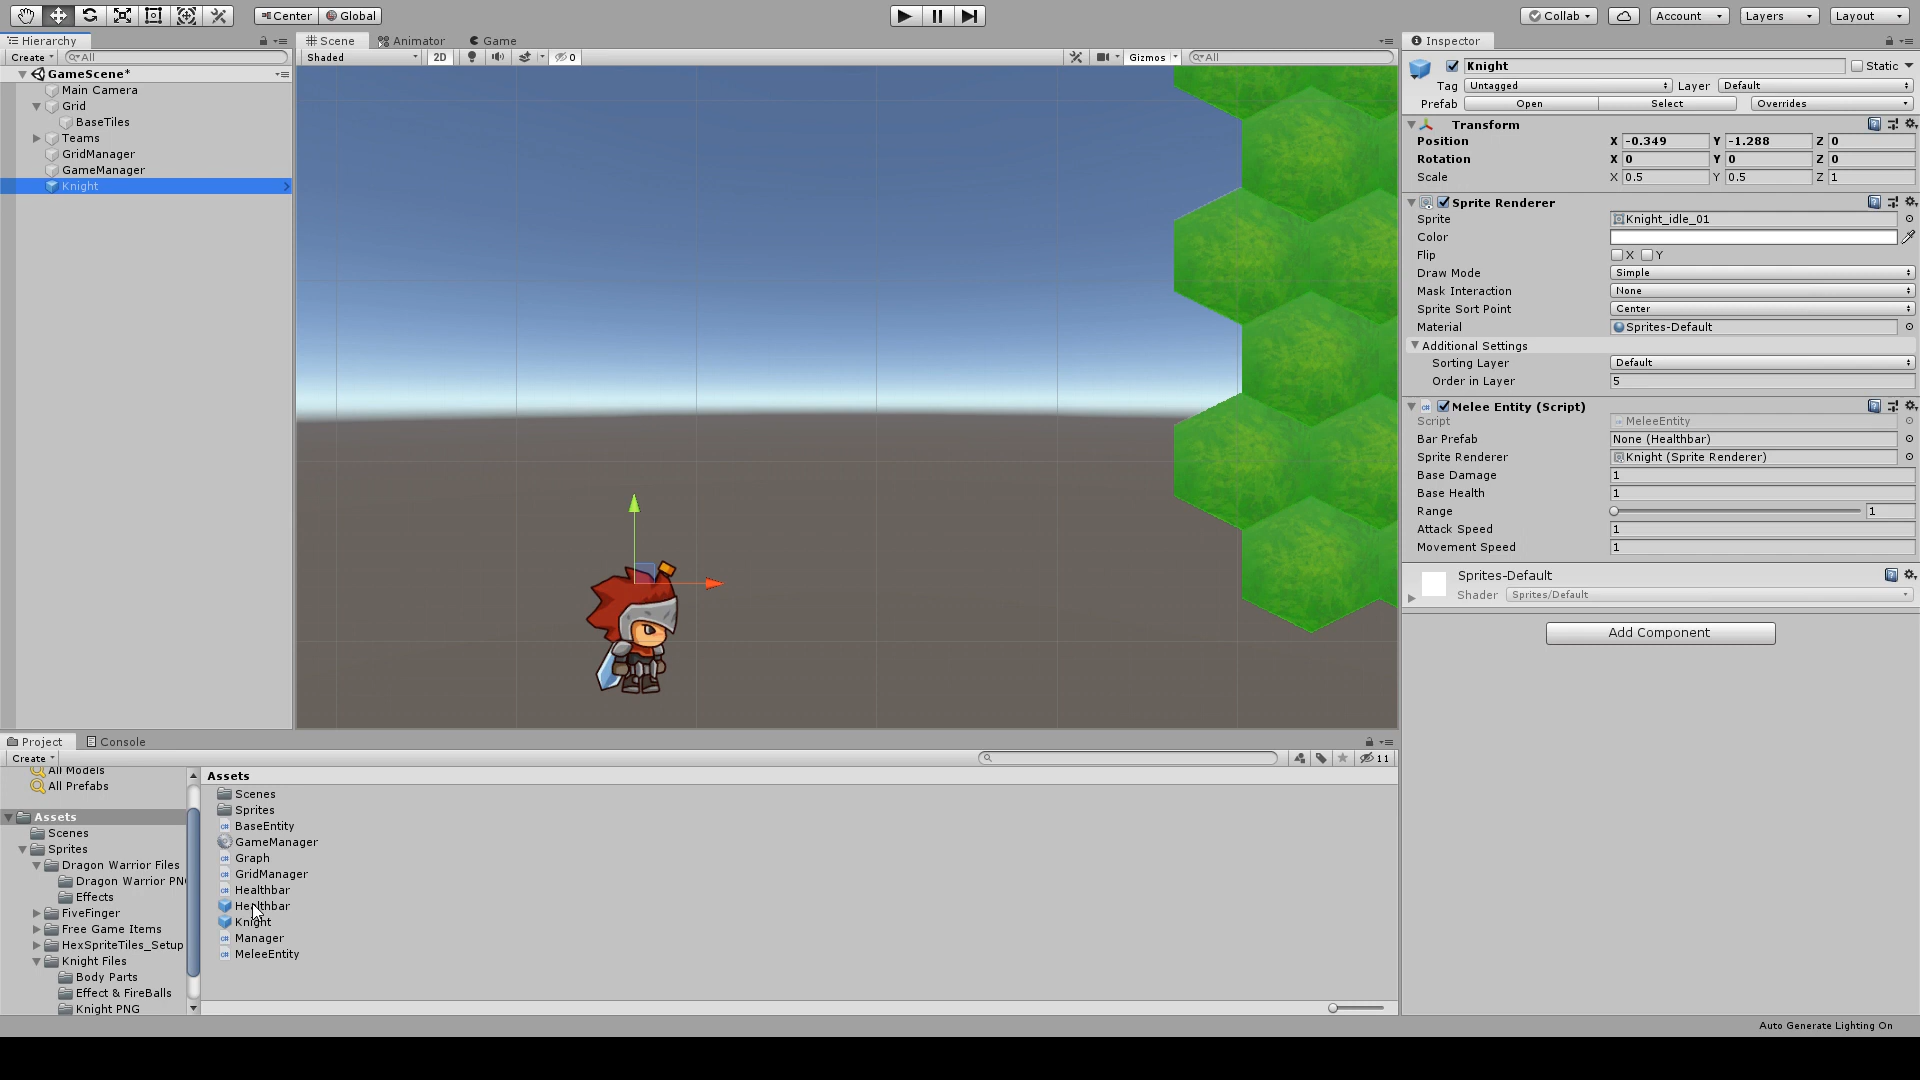 Center Global Collab Account Layers Layout
Hierarchy
Create All
GameScene*
Main Camera
Grid
BaseTiles
Teams
GridManager
GameManager
Knight
Scene Animator Game
Shaded 2D 0 Gizmos All
Inspector
Knight Static
Tag Untagged Layer Default
Prefab Open Select Overrides
Transform
Position X -0.349 Y -1.288 Z 0
Rotation X 0 Y 0 Z 0
Scale X 0.5 Y 0.5 Z 1
Sprite Renderer
Sprite Knight_idle_01
Color
Flip X Y
Draw Mode Simple
Mask Interaction None
Sprite Sort Point Center
Material Sprites-Default
Additional Settings
Sorting Layer Default
Order in Layer 5
Melee Entity (Script)
Script MeleeEntity
Bar Prefab None (Healthbar)
Sprite Renderer Knight (Sprite Renderer)
Base Damage 1
Base Health 1
Range 1
Attack Speed 1
Movement Speed 1
Sprites-Default
Shader Sprites/Default
Add Component
Project Console
Create 11
All Models
All Prefabs
Assets
Scenes
Sprites
Dragon Warrior Files
Dragon Warrior PN
Effects
FiveFinger
Free Game Items
HexSpriteTiles_Setup
Knight Files
Body Parts
Effect & FireBalls
Knight PNG
Assets
Scenes
Sprites
BaseEntity
GameManager
Graph
GridManager
Healthbar
Healthbar
Knight
Manager
MeleeEntity
Auto Generate Lighting On